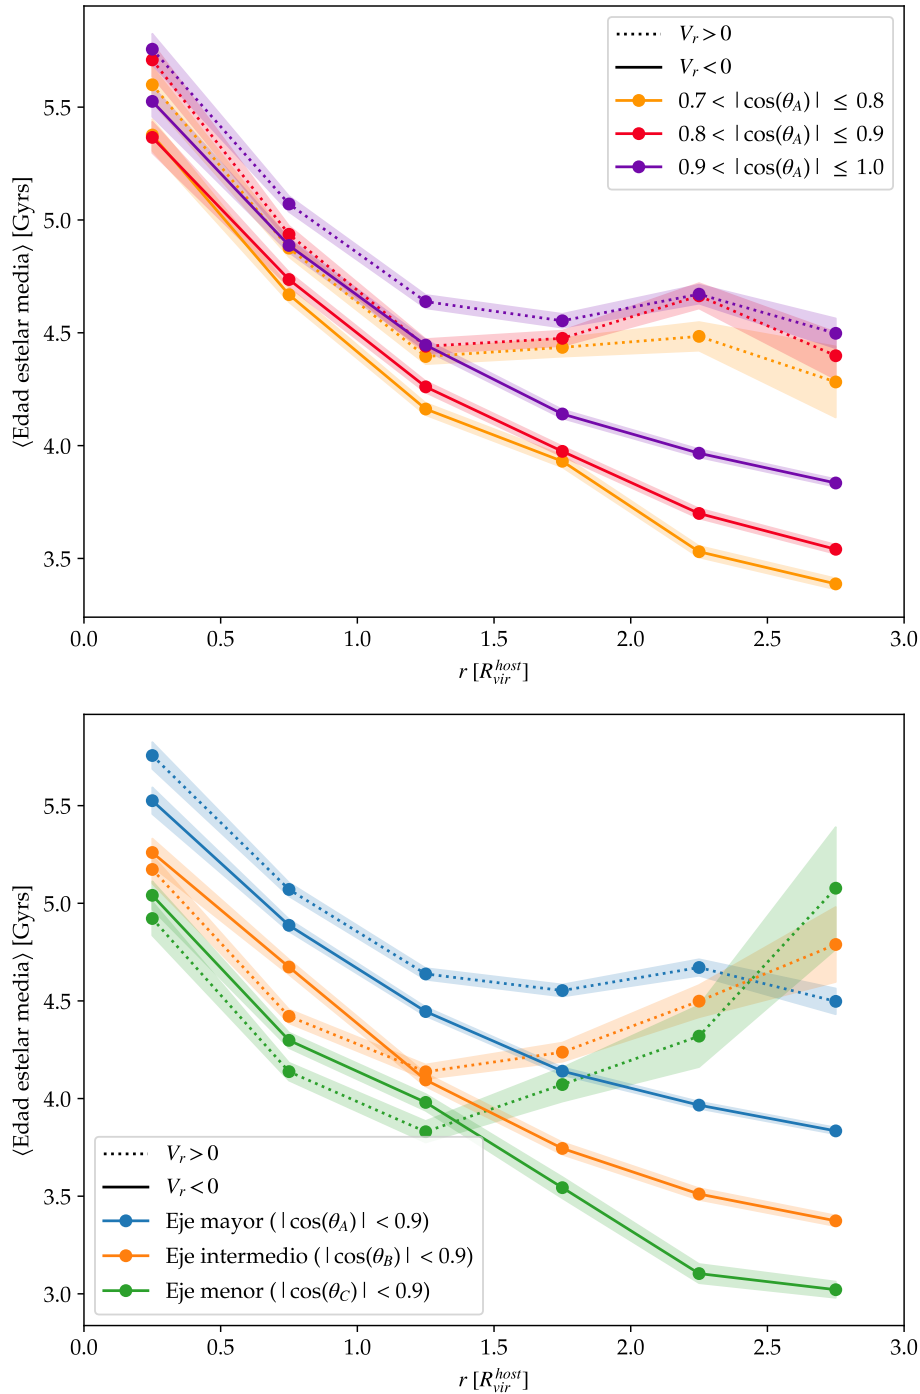 V_r > 0
V_r < 0
0.7 < |cos(θ_A)| ≤ 0.8
0.8 < |cos(θ_A)| ≤ 0.9
0.9 < |cos(θ_A)| ≤ 1.0
5.5
5.0
4.5
4.0
3.5
⟨Edad estelar media⟩ [Gyrs]
0.0 0.5 1.0 1.5 2.0 2.5 3.0
r [R_{vir}^{host}]
5.5
5.0
4.5
4.0
3.5
3.0
⟨Edad estelar media⟩ [Gyrs]
V_r > 0
V_r < 0
Eje mayor (|cos(θ_A)| < 0.9)
Eje intermedio (|cos(θ_B)| < 0.9)
Eje menor (|cos(θ_C)| < 0.9)
0.0 0.5 1.0 1.5 2.0 2.5 3.0
r [R_{vir}^{host}]